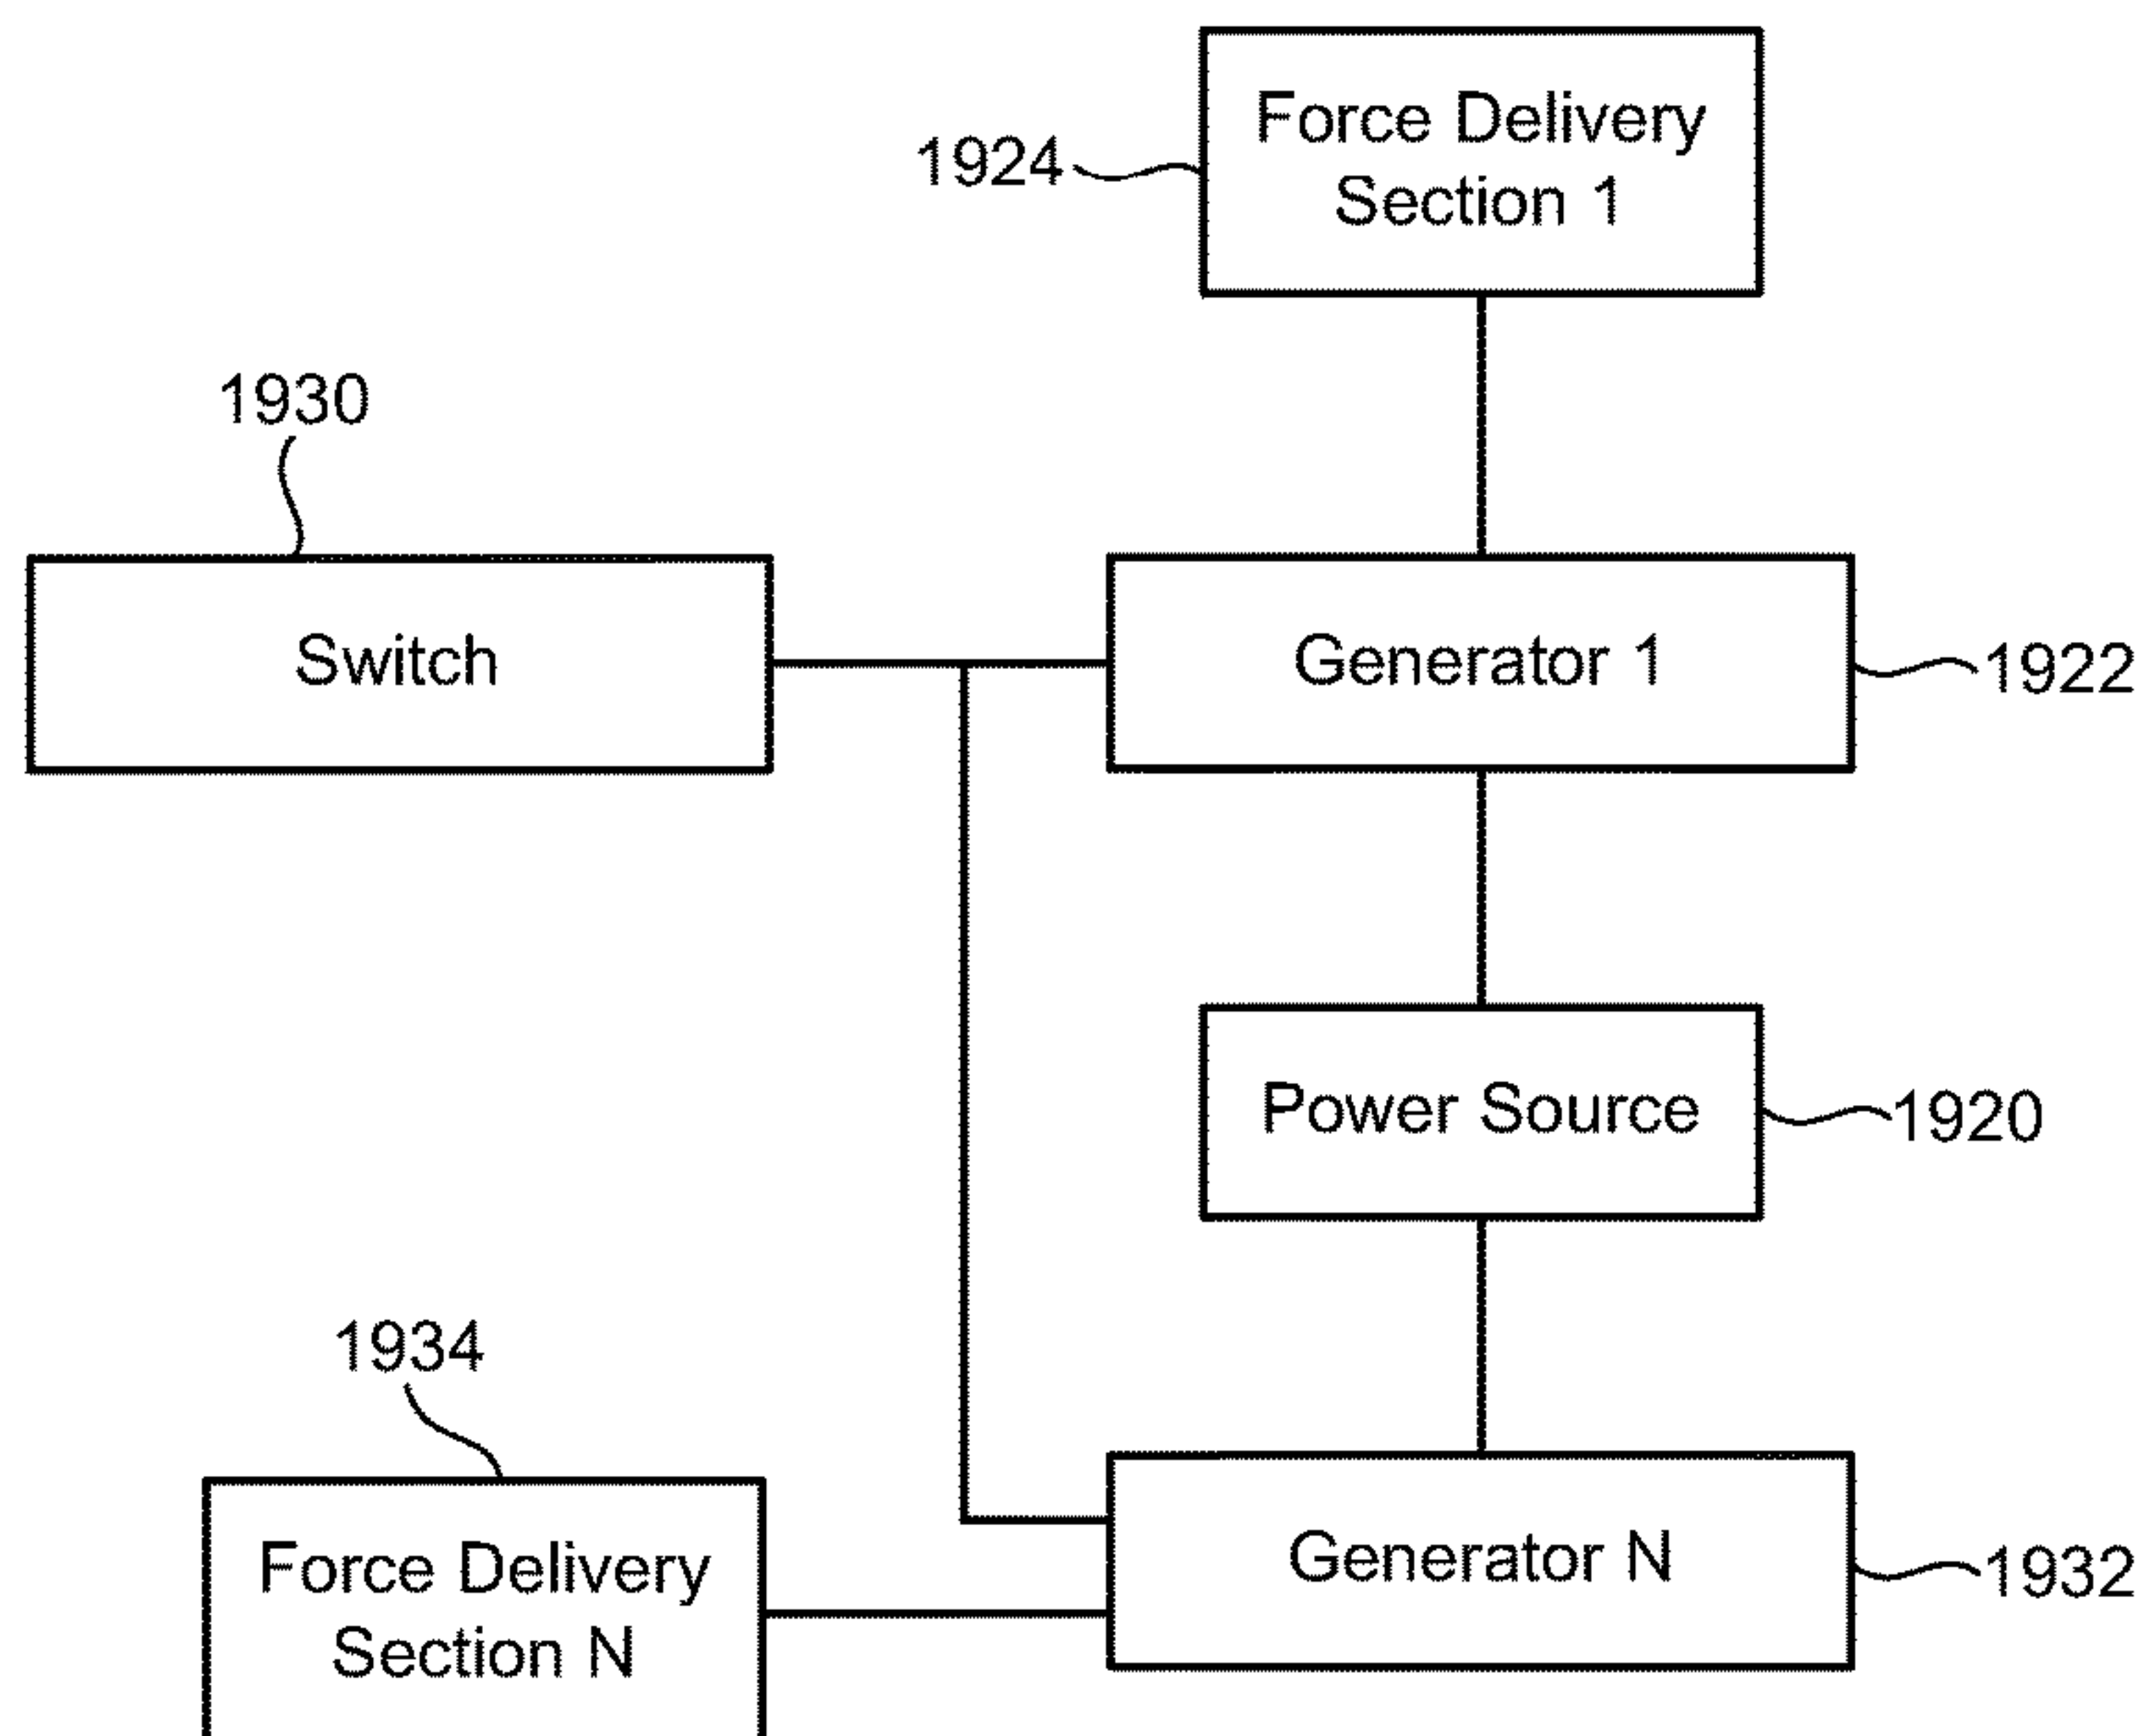 Force Delivery
Section 1
1924
1930
Switch
Generator 1
1922
Power Source
1920
1934
Force Delivery
Section N
Generator N
1932